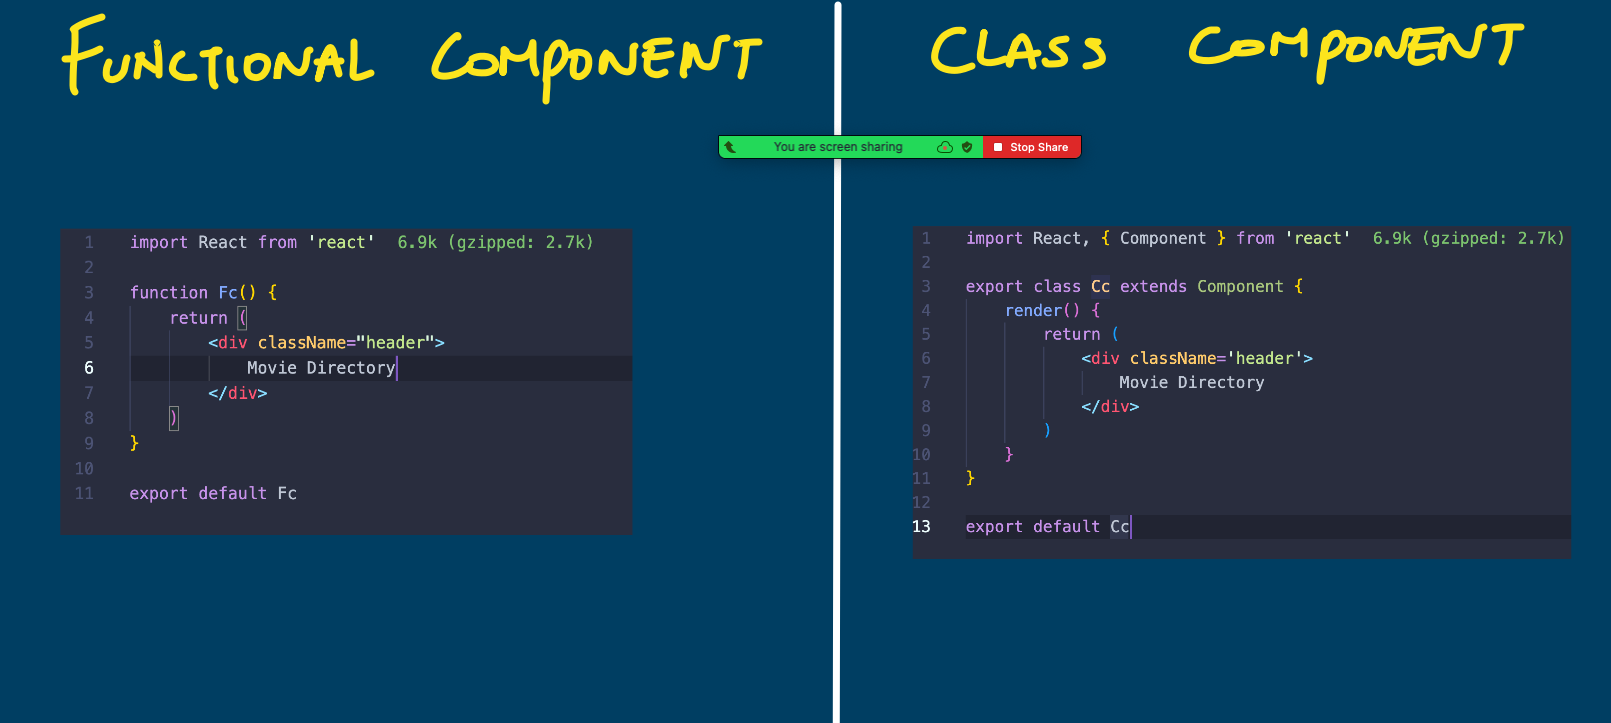 FUNCTIONAL COMPONENT
CLASS COMPONENT
You are screen sharing
Stop Share
1 import React from 'react' 6.9k (gzipped: 2.7k)
2
3 function Fc() {
4 return (
5 <div className="header">
6 Movie Directory
7 </div>
8 )
9 }
10
11 export default Fc
1 import React, { Component } from 'react' 6.9k (gzipped: 2.7k)
2
3 export class Cc extends Component {
4 render() {
5 return (
6 <div className='header'>
7 Movie Directory
8 </div>
9 )
10 }
11 }
12
13 export default Cc